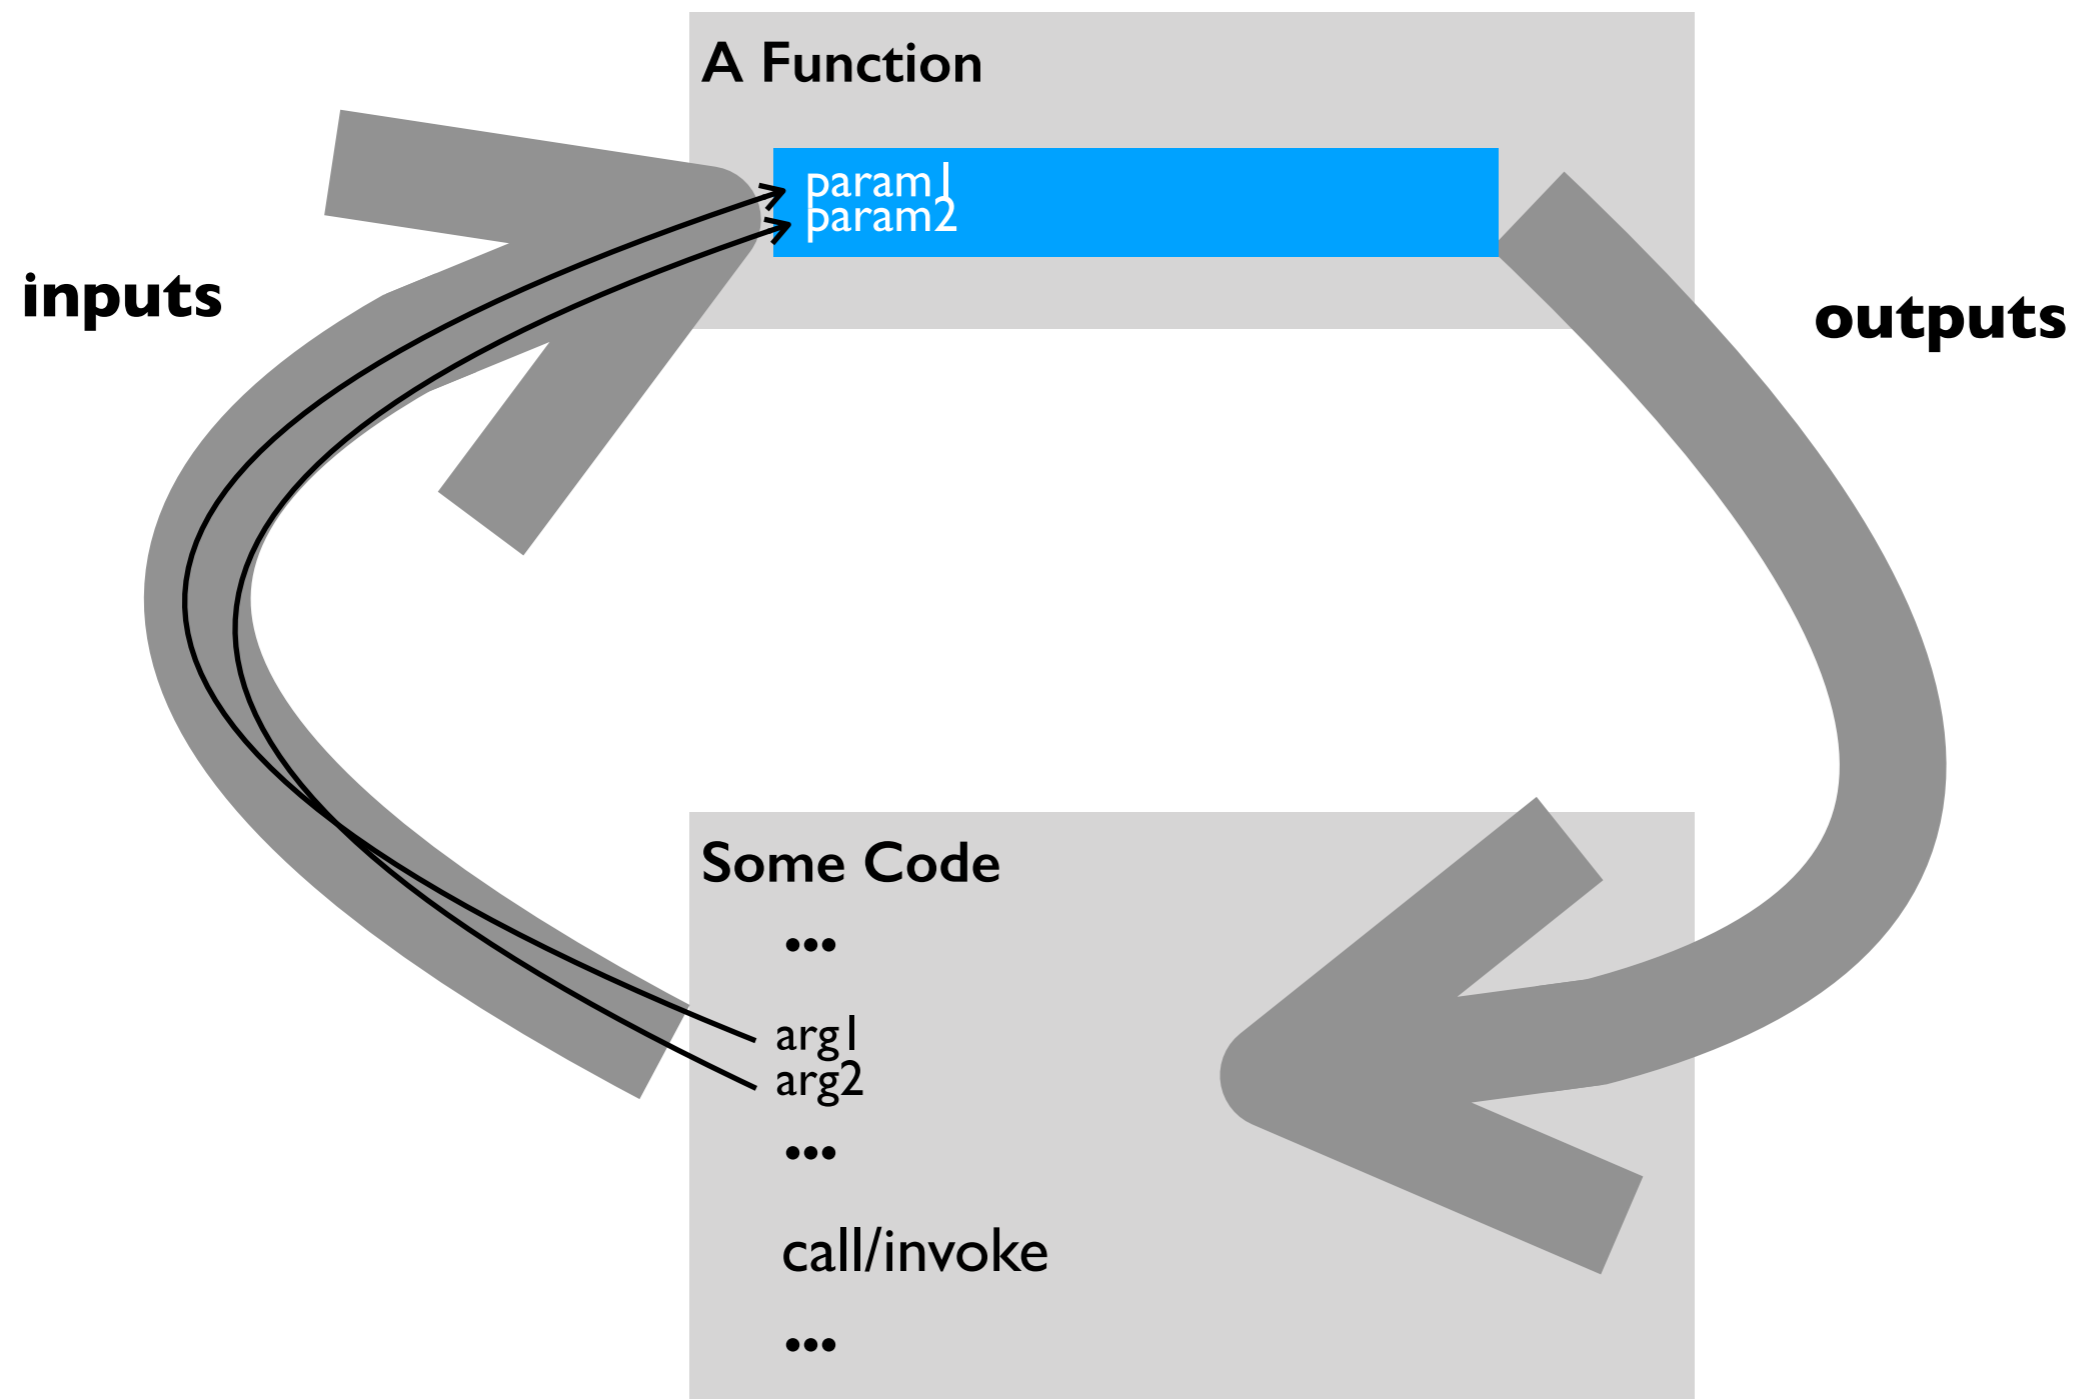 A Function
param1
param2
inputs
outputs
Some Code
•••
arg1
arg2
•••
call/invoke
•••